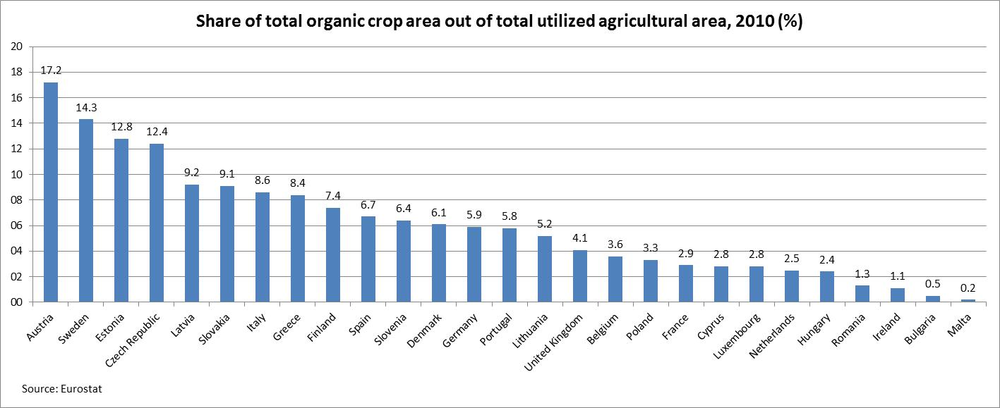 Share of total organic crop area out of total utilized agricultural area, 2010 (%)
20
18
16
14
12
10
08
06
04
02
00
17.2
14.3
12.8
12.4
9.2
9.1
8.6
8.4
7.4
6.7
6.4
6.1
5.9
5.8
5.2
4.1
3.6
3.3
2.9
2.8
2.8
2.5
2.4
1.3
1.1
0.5
0.2
Austria
Sweden
Estonia
Czech Republic
Latvia
Slovakia
Italy
Greece
Finland
Spain
Slovenia
Denmark
Germany
Portugal
Lithuania
United Kingdom
Belgium
Poland
France
Cyprus
Luxembourg
Netherlands
Hungary
Romania
Ireland
Bulgaria
Malta
Source: Eurostat